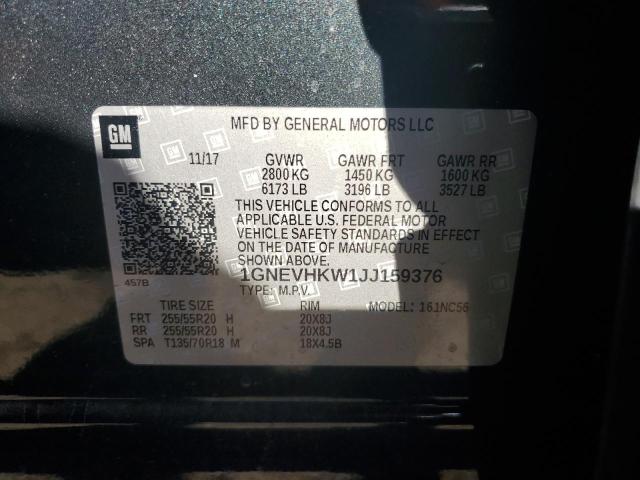 GM
MFD BY GENERAL MOTORS LLC
11/17 GVWR GAWR FRT GAWR RR
2800 KG 1450 KG 1600 KG
6173 LB 3196 LB 3527 LB
THIS VEHICLE CONFORMS TO ALL
APPLICABLE U.S. FEDERAL MOTOR
VEHICLE SAFETY STANDARDS IN EFFECT
ON THE DATE OF MANUFACTURE
SHOWN ABOVE.
457B 1GNEVHKW1JJ159376
TYPE: M.P.V. MODEL: 161NC56
TIRE SIZE RIM
FRT 255/55R20 H 20X8J
RR 255/55R20 H 20X8J
SPA T135/70R18 M 18X4.5B